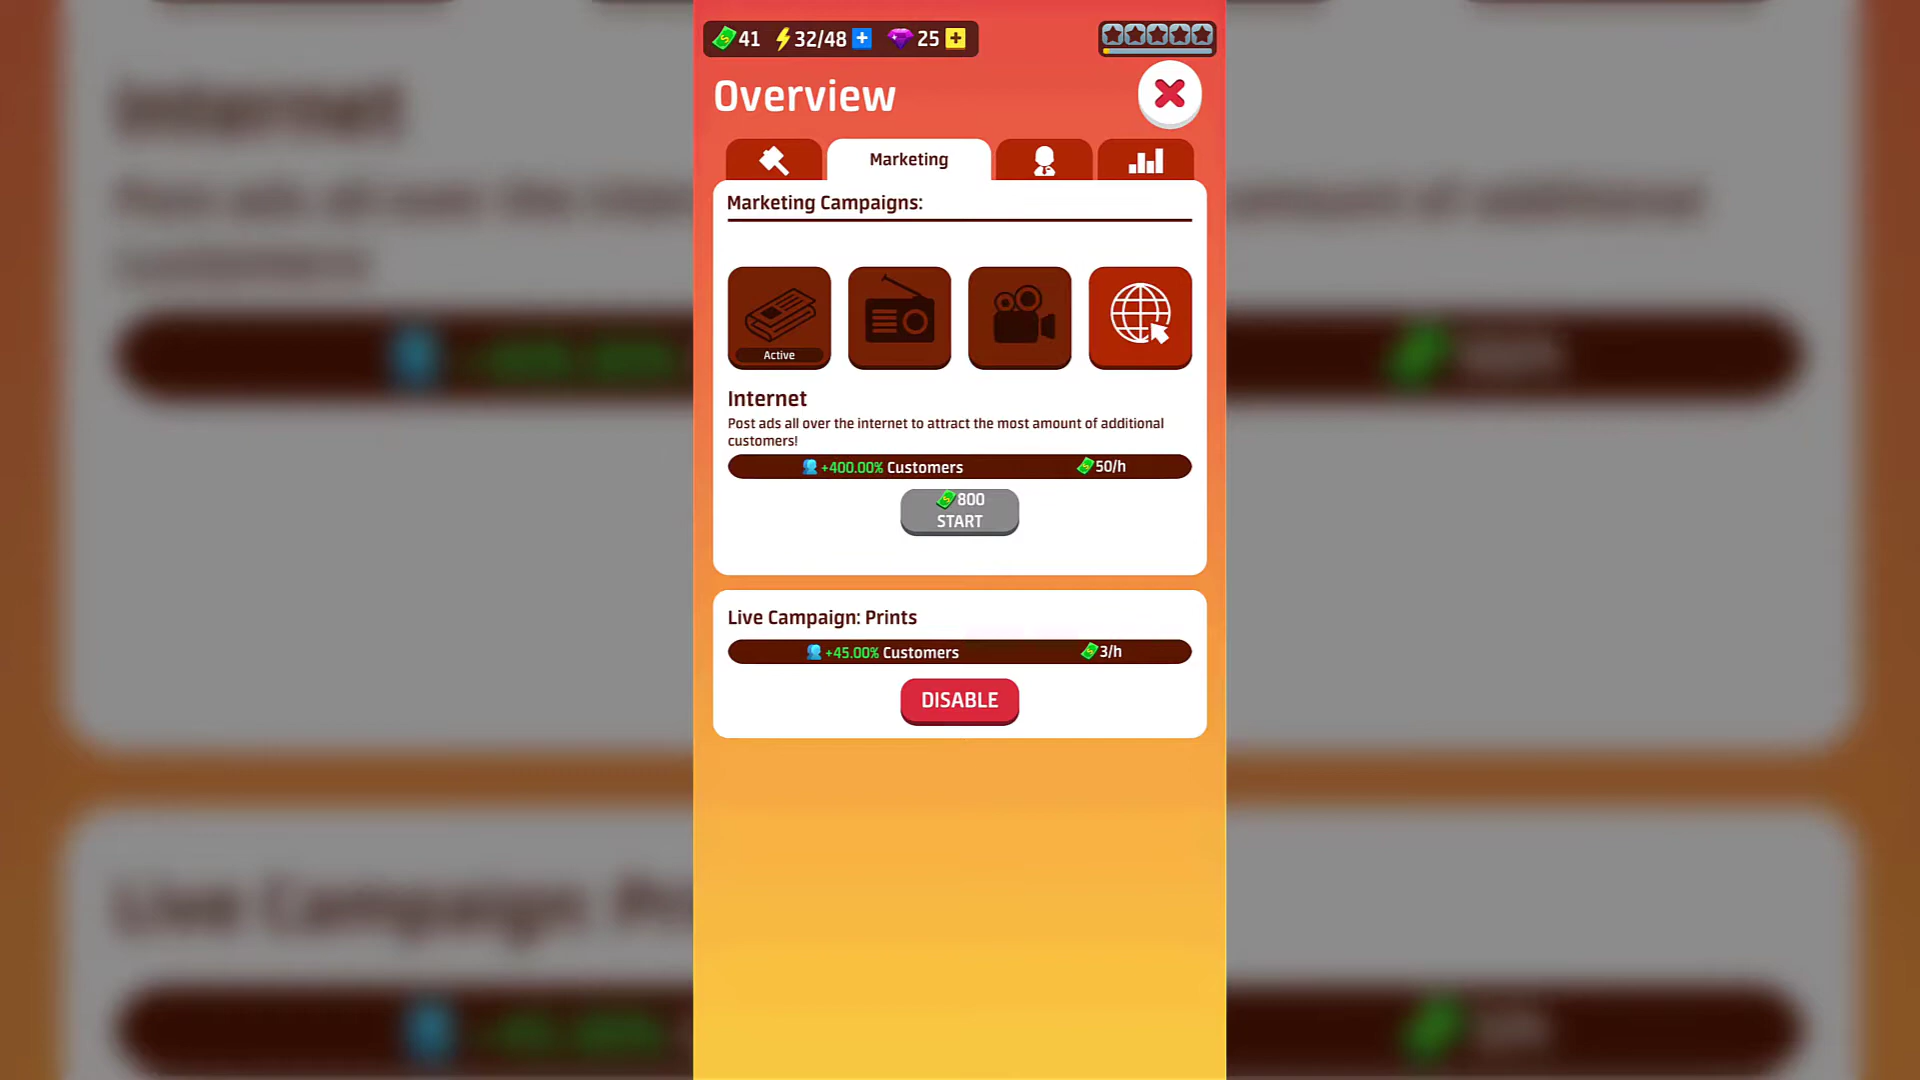 41 32/48 25
Overview
Marketing
Marketing Campaigns:
Active
Internet
Post ads all over the internet to attract the most amount of additional
customers!
+400.00% Customers 50/h
800
START
Live Campaign: Prints
+45.00% Customers 3/h
DISABLE